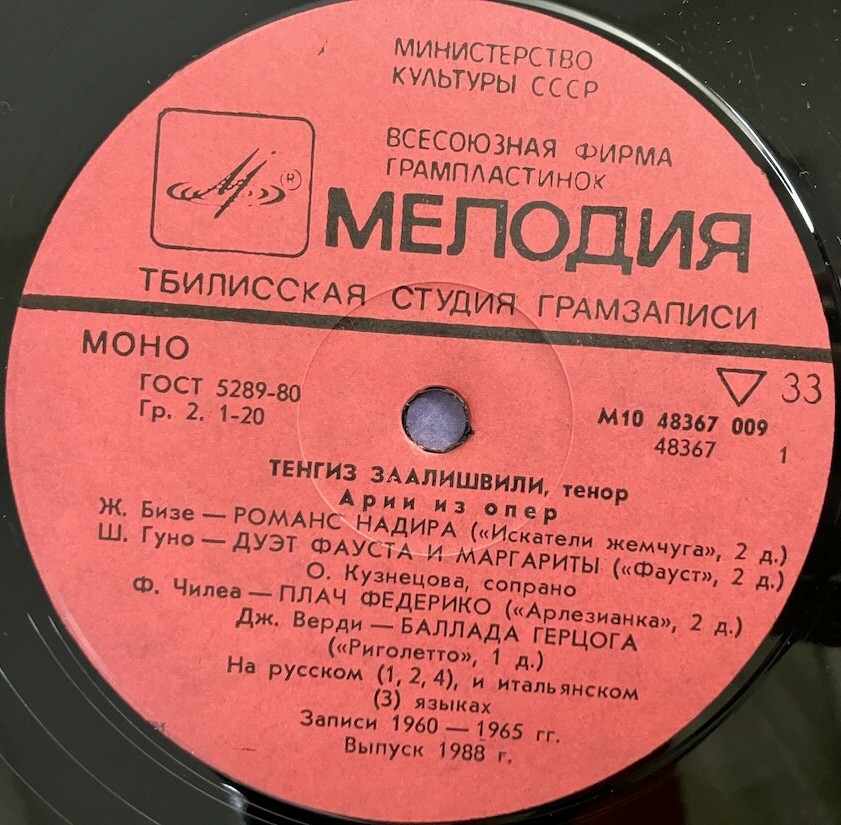 МИНИСТЕРСТВО
КУЛЬТУРЫ СССР
ВСЕСОЮЗНАЯ ФИРМА
ГРАМПЛАСТИНОК
МЕЛОДИЯ
ТБИЛИССКАЯ СТУДИЯ ГРАМЗАПИСИ
МОНО
ГОСТ 5289-80
Гр. 2. 1-20
33
М10 48367 009
48367 1
ТЕНГИЗ ЗААЛИШВИЛИ, тенор
Арии из опер
Ж. Бизе — РОМАНС НАДИРА («Искатели жемчуга», 2 д.)
Ш. Гуно — ДУЭТ ФАУСТА И МАРГАРИТЫ («Фауст», 2 д.)
О. Кузнецова, сопрано
Ф. Чилеа — ПЛАЧ ФЕДЕРИКО («Арлезианка», 2 д.)
Дж. Верди — БАЛЛАДА ГЕРЦОГА
(«Риголетто», 1 д.)
На русском (1, 2, 4), и итальянском
(3) языках
Записи 1960 — 1965 гг.
Выпуск 1988 г.